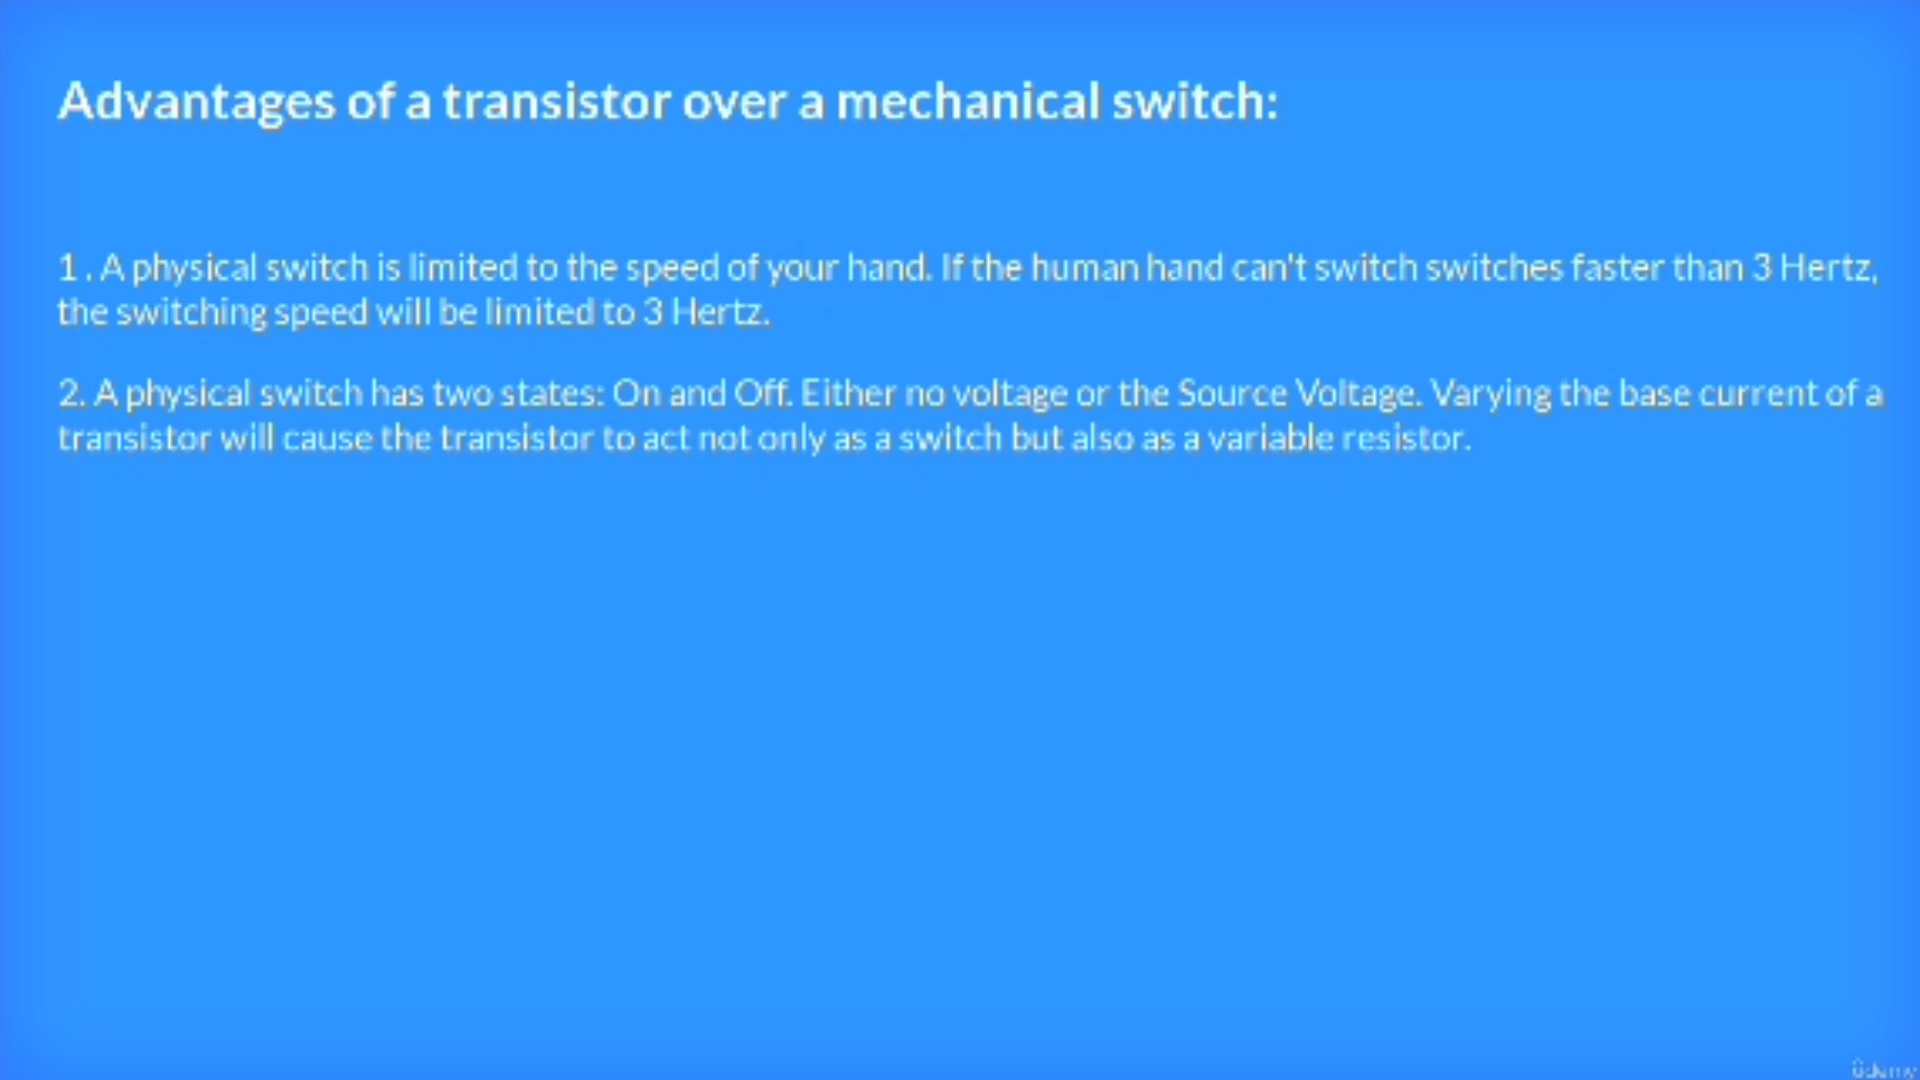 Advantages of a transistor over a mechanical switch:
1 . A physical switch is limited to the speed of your hand. If the human hand can't switch switches faster than 3 Hertz,
the switching speed will be limited to 3 Hertz.
2. A physical switch has two states: On and Off. Either no voltage or the Source Voltage. Varying the base current of a
transistor will cause the transistor to act not only as a switch but also as a variable resistor.
ûdemy